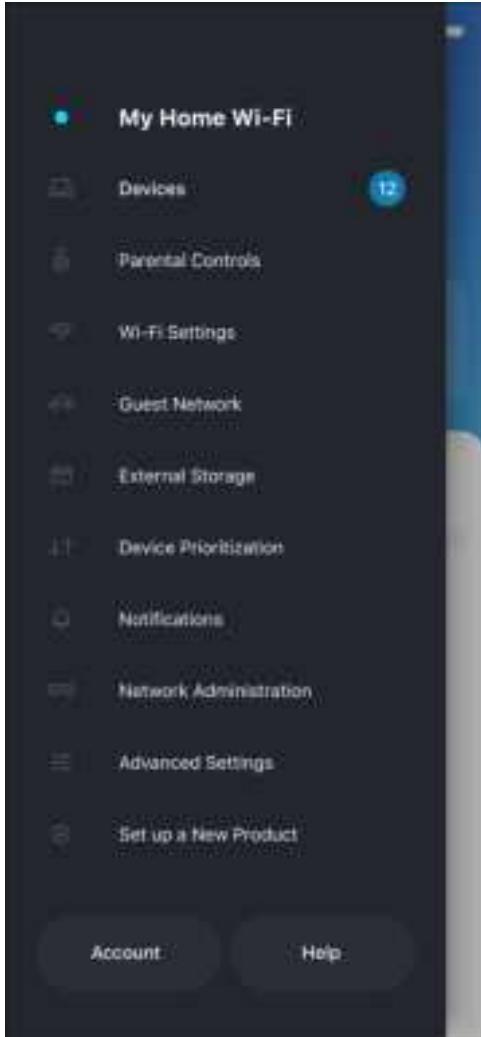 My Home Wi-Fi
Devices 12
Parental Controls
Wi-Fi Settings
Guest Network
External Storage
Device Prioritization
Notifications
Network Administration
Advanced Settings
Set up a New Product
Account Help